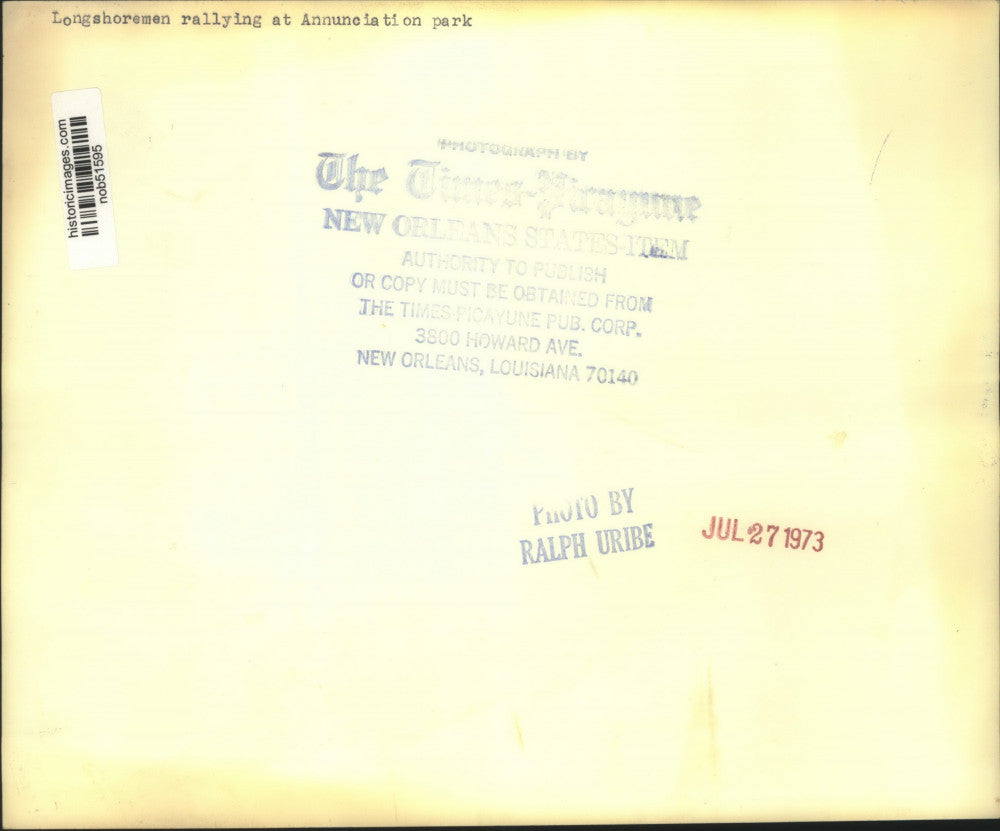 Longshoremen rallying at Annunciation park
historicimages.com
nob51595
PHOTOGRAPH BY
The Times-Picayune
NEW ORLEANS STATES-ITEM
AUTHORITY TO PUBLISH
OR COPY MUST BE OBTAINED FROM
THE TIMES-PICAYUNE PUB. CORP.
3800 HOWARD AVE.
NEW ORLEANS, LOUISIANA 70140
PHOTO BY
RALPH URIBE
JUL 27 1973